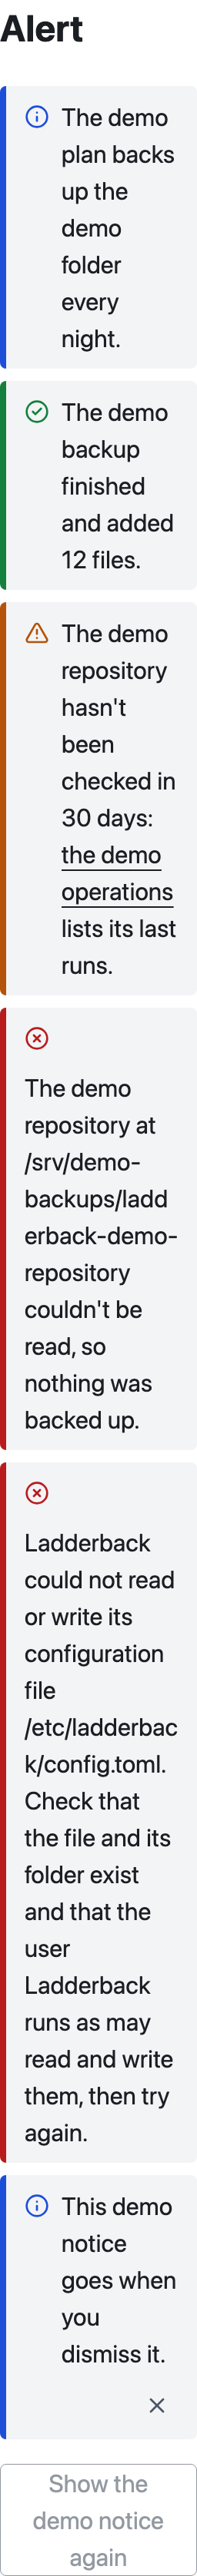 Alert
The demo
plan backs
up the
demo
folder
every
night.
The demo
backup
finished
and added
12 files.
The demo
repository
hasn't
been
checked in
30 days:
the demo
operations
lists its last
runs.
The demo
repository at
/srv/demo-
backups/ladd
erback-demo-
repository
couldn't be
read, so
nothing was
backed up.
Ladderback
could not read
or write its
configuration
file
/etc/ladderbac
k/config.toml.
Check that
the file and its
folder exist
and that the
user
Ladderback
runs as may
read and write
them, then try
again.
This demo
notice
goes when
you
dismiss it.
Show the
demo notice
again